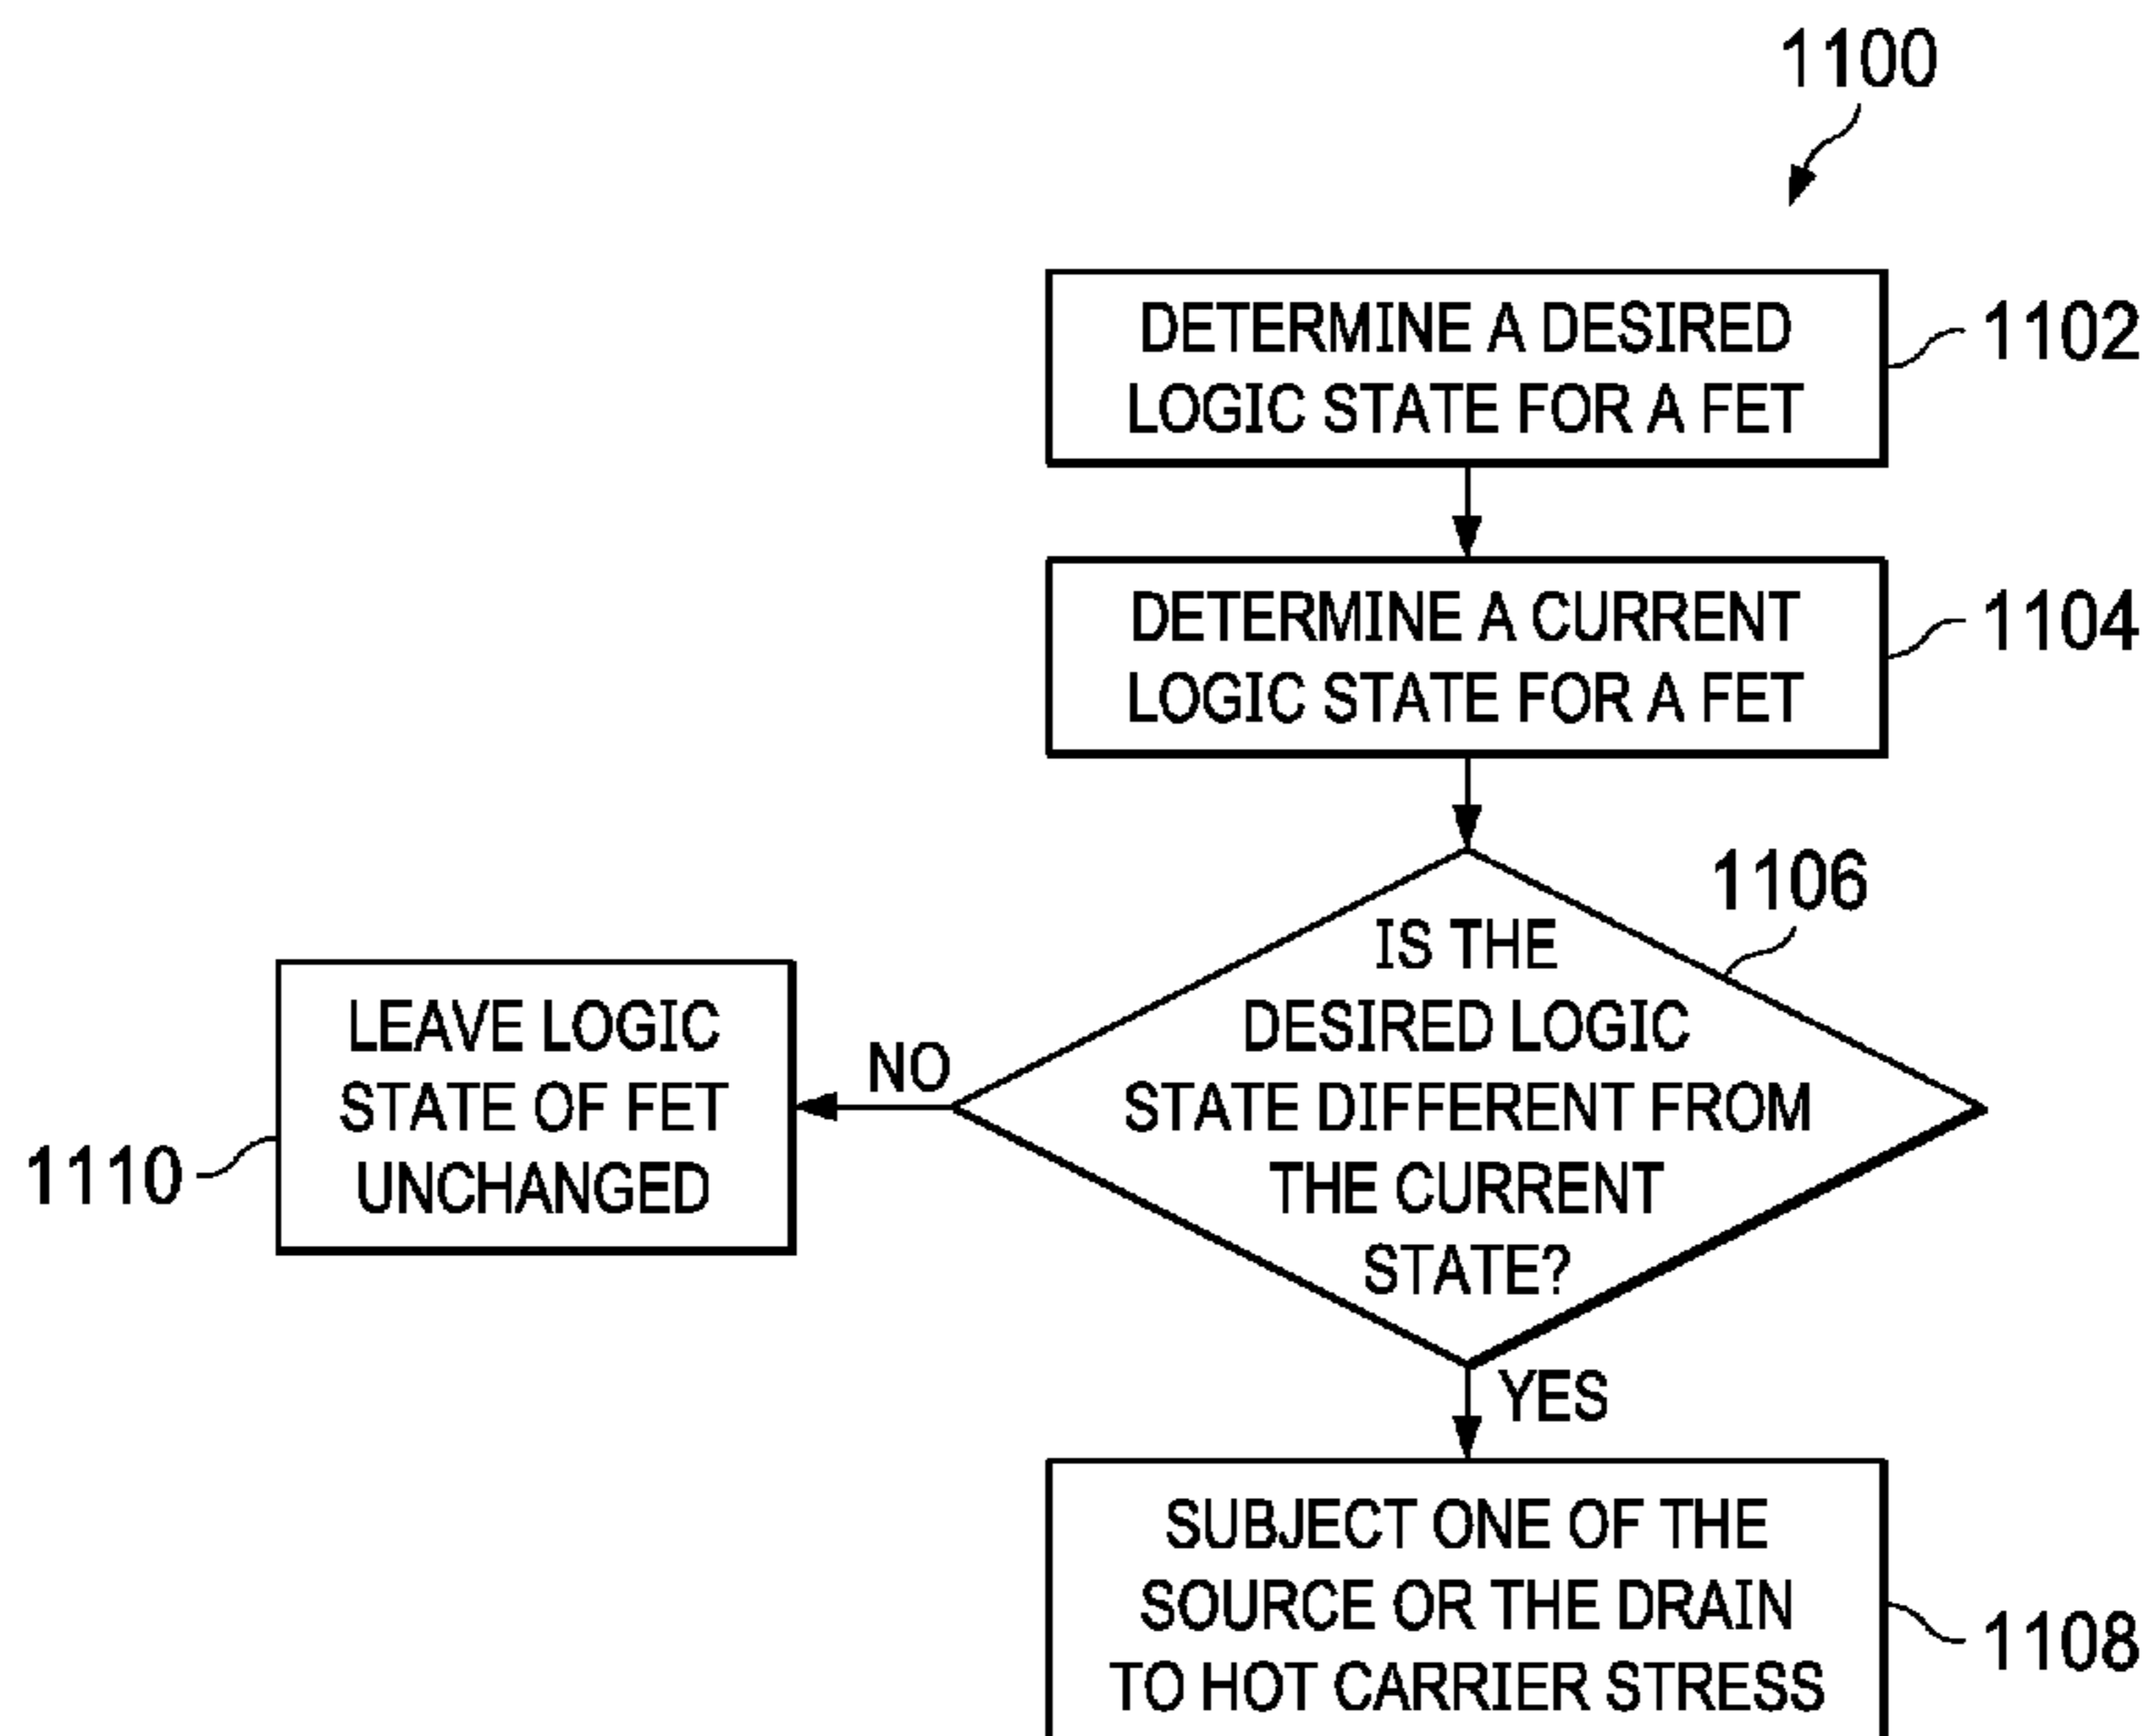 1100
DETERMINE A DESIRED
LOGIC STATE FOR A FET
1102
DETERMINE A CURRENT
LOGIC STATE FOR A FET
1104
1106
IS THE
DESIRED LOGIC
STATE DIFFERENT FROM
THE CURRENT
STATE?
NO
LEAVE LOGIC
STATE OF FET
UNCHANGED
1110
YES
SUBJECT ONE OF THE
SOURCE OR THE DRAIN
TO HOT CARRIER STRESS
1108